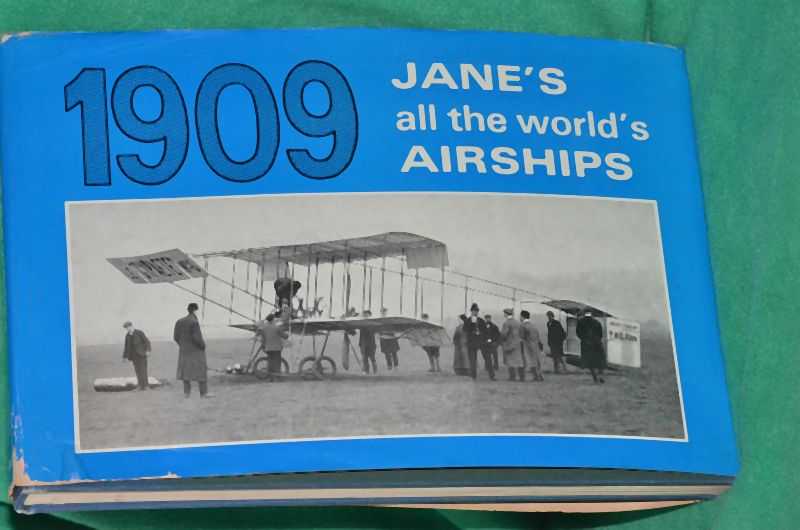 1909
JANE'S
all the world's
AIRSHIPS